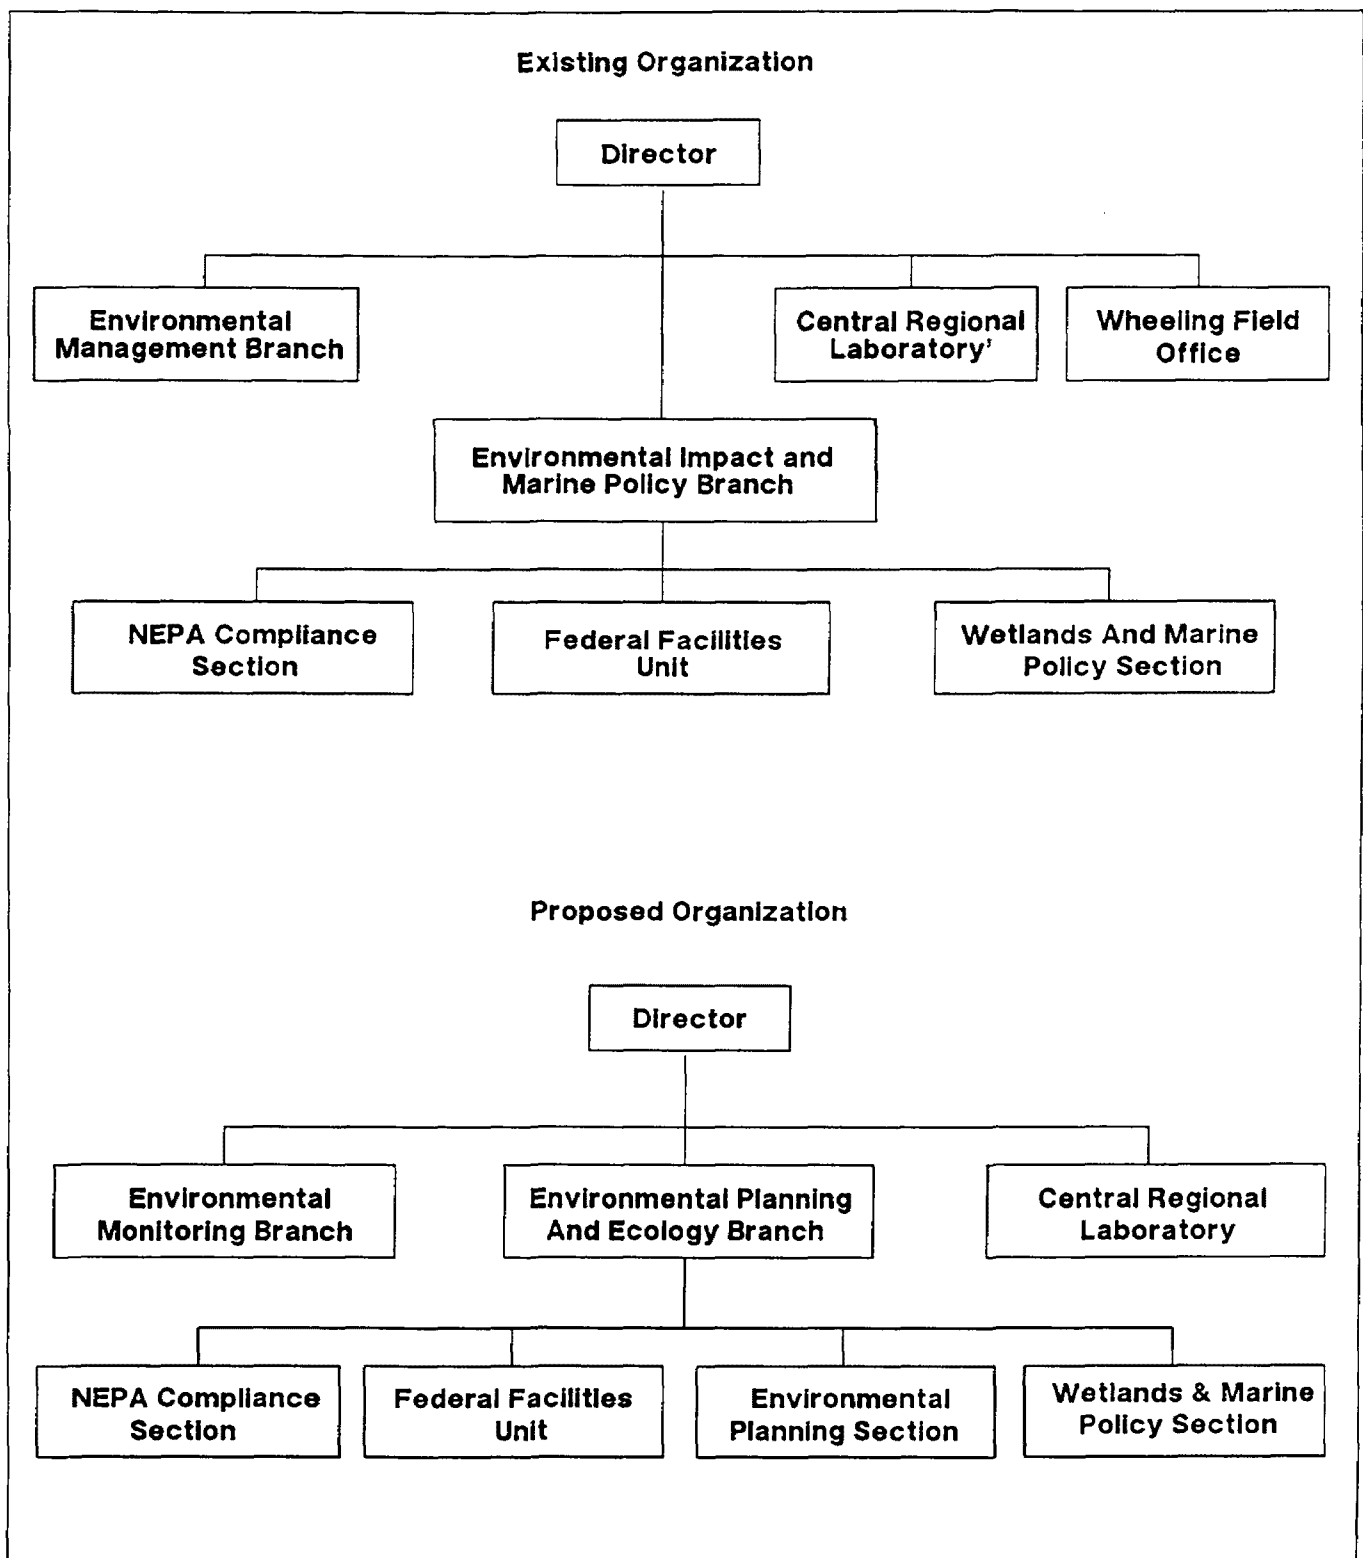 Existing Organization
Director
Environmental
Management Branch
Central Regional
Laboratory'
Wheeling Field
Office
Environmental Impact and
Marine Policy Branch
NEPA Compliance
Section
Federal Facilities
Unit
Wetlands And Marine
Policy Section
Proposed Organization
Director
Environmental
Monitoring Branch
Environmental Planning
And Ecology Branch
Central Regional
Laboratory
NEPA Compliance
Section
Federal Facilities
Unit
Environmental
Planning Section
Wetlands & Marine
Policy Section